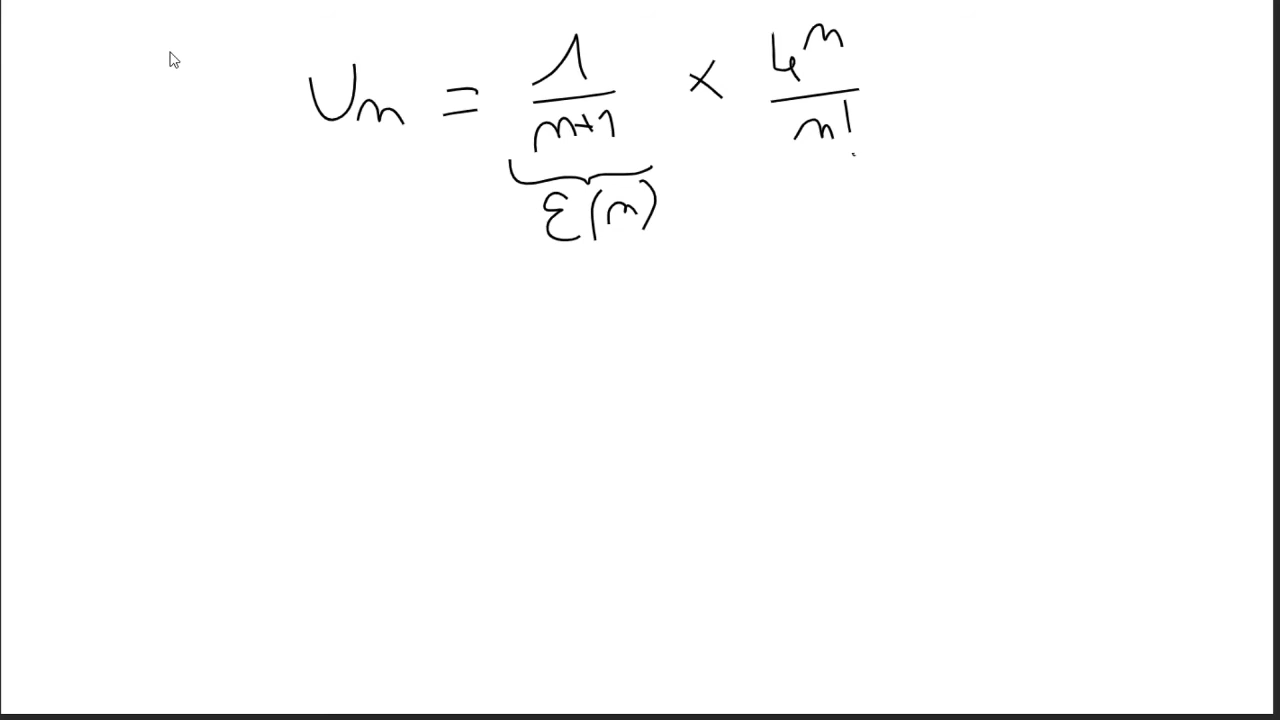 Un = 1/(n+1) × 4^n/n!
ε(n)